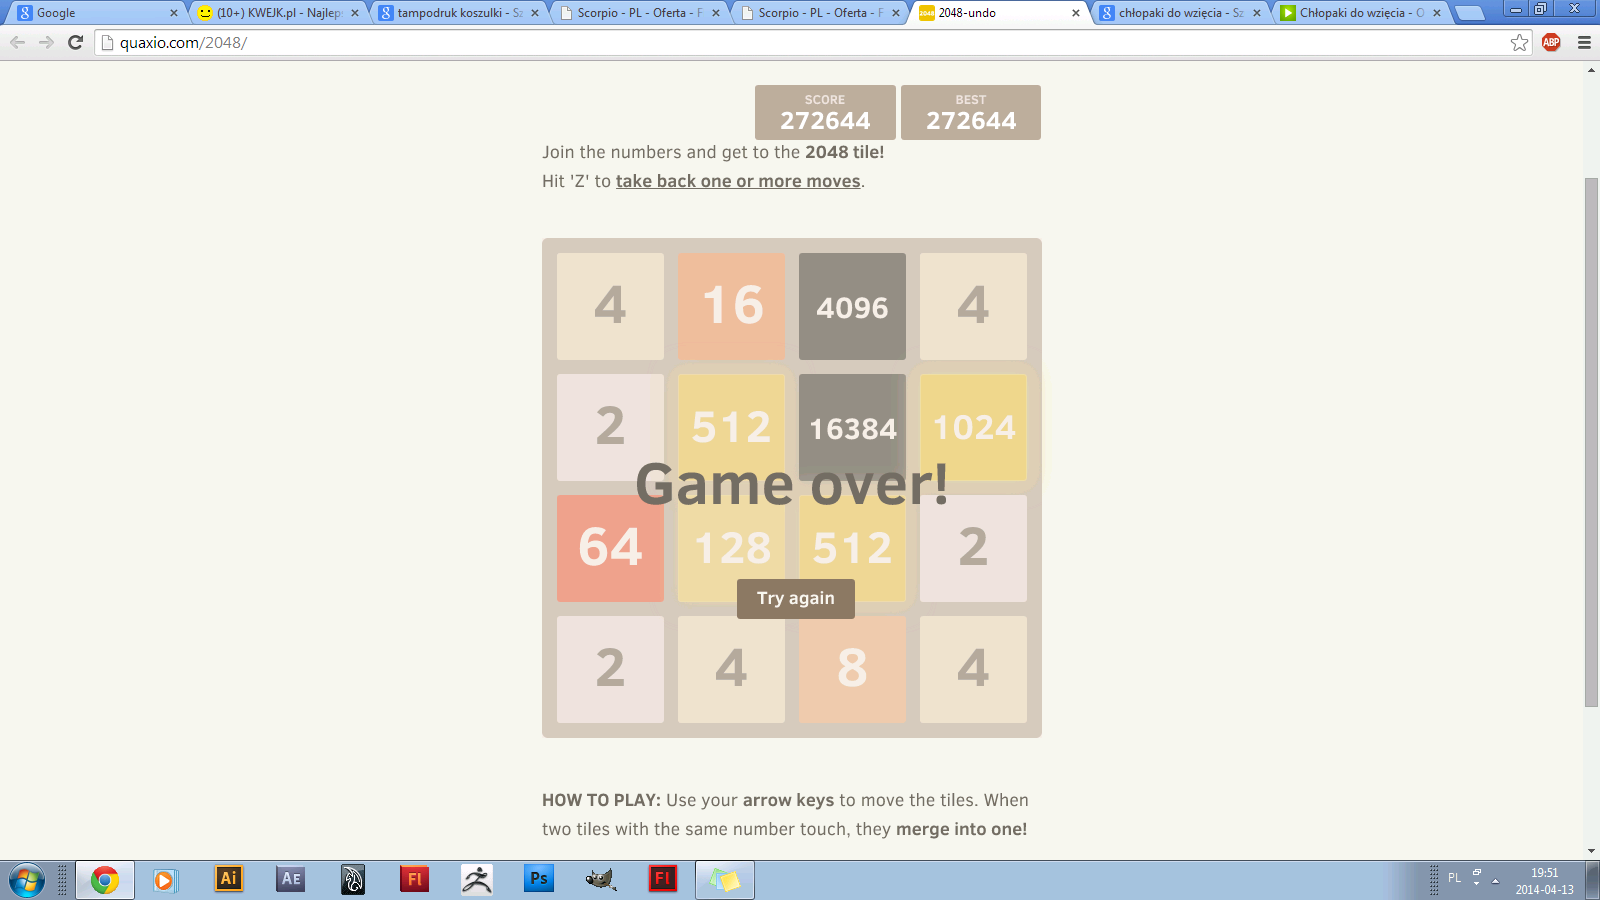 Google
(10+) KWEJK.pl - Najlep
tampodruk koszulki - Sz
Scorpio - PL - Oferta - F
Scorpio - PL - Oferta - F
2048-undo
chłopaki do wzięcia - Sz
Chłopaki do wzięcia - O
quaxio.com/2048/
ABP
SCORE BEST
272644 272644
Join the numbers and get to the 2048 tile!
Hit 'Z' to take back one or more moves.
4 16 4096 4
2 512 16384 1024
Game over!
64 128 512 2
Try again
2 4 8 4
HOW TO PLAY: Use your arrow keys to move the tiles. When
two tiles with the same number touch, they merge into one!
Ai AE Fl Ps Fl
PL 19:51
2014-04-13